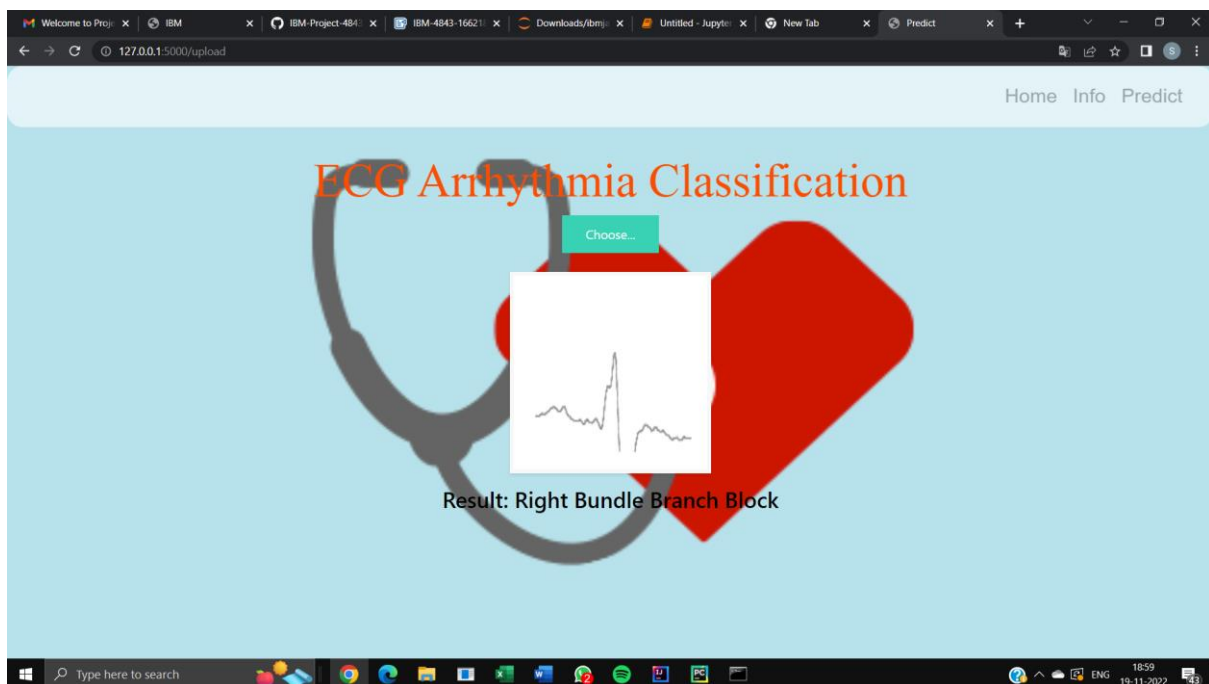 Welcome to Proje
IBM
IBM-Project-4843
IBM-4843-16621
Downloads/ibmja
Untitled - Jupyter
New Tab
Predict
127.0.0.1:5000/upload
S
Home Info Predict
ECG Arrhythmia Classification
Choose...
Result: Right Bundle Branch Block
Type here to search
ENG
18:59
19-11-2022
43